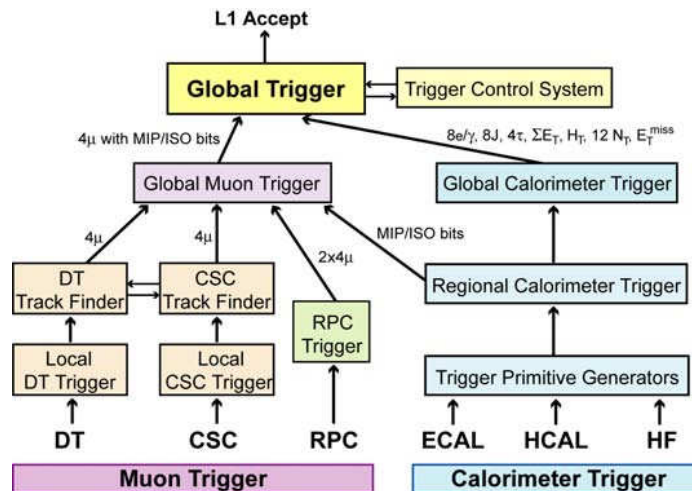 L1 Accept
Global Trigger
Trigger Control System
4μ with MIP/ISO bits
8e/γ, 8J, 4τ, ΣE_T, H_T, 12 N_T, E_T^miss
Global Muon Trigger
Global Calorimeter Trigger
4μ
4μ
2x4μ
MIP/ISO bits
DT
Track Finder
CSC
Track Finder
Regional Calorimeter Trigger
RPC
Trigger
Local
DT Trigger
Local
CSC Trigger
Trigger Primitive Generators
DT
CSC
RPC
ECAL
HCAL
HF
Muon Trigger
Calorimeter Trigger